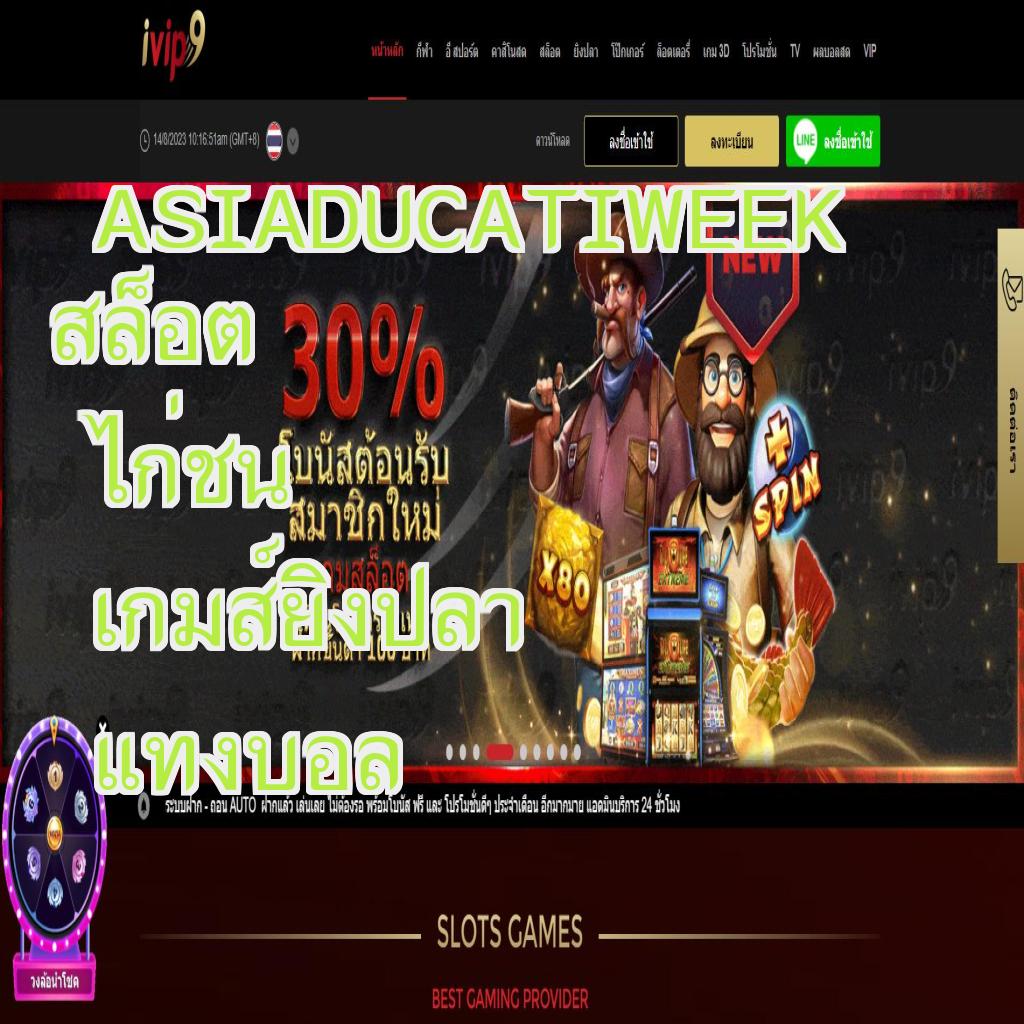 ivip9
หน้าหลัก กีฬา อีสปอร์ต คาสิโนสด สล็อต ยิงปลา โป๊กเกอร์ ล็อตเตอรี่ เกม 3D โปรโมชั่น TV ผลบอลสด VIP
14/8/2023 10:16:51am (GMT+8)
ดาวน์โหลด ลงชื่อเข้าใช้ ลงทะเบียน LINE ลงชื่อเข้าใช้
ASIADUCATIWEEK
NEW
สล็อต
30%
ไก่ชน
โบนัสต้อนรับ
สมาชิกใหม่
ติดต่อเรา
+
SPIN
X80
EXTREME
เกมส์ยิงปลา
แทงบอล
ระบบฝาก - ถอน AUTO ฝากแล้ว เล่นเลย ไม่ต้องรอ พร้อมโบนัส ฟรี และ โปรโมชั่นดีๆ ประจำเดือน อีกมากมาย แอดมินบริการ 24 ชั่วโมง
SLOTS GAMES
วงล้อนำโชค
BEST GAMING PROVIDER